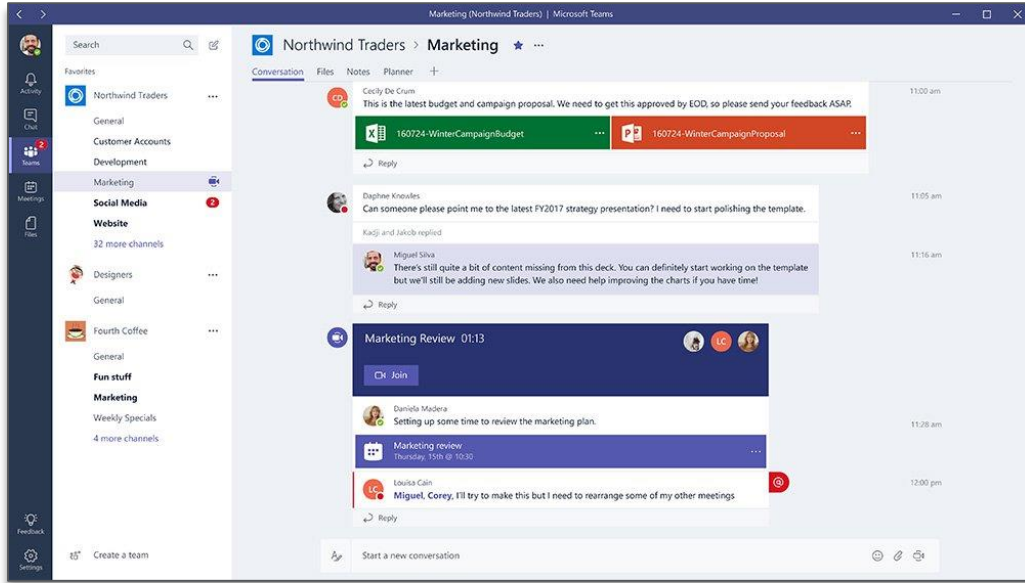 Marketing (Northwind Traders) | Microsoft Teams
Activity
Chat
2
Teams
Meetings
Files
Feedback
Settings
Search
Favorites
Northwind Traders
General
Customer Accounts
Development
Marketing
Social Media 2
Website
32 more channels
Designers
General
Fourth Coffee
General
Fun stuff
Marketing
Weekly Specials
4 more channels
Create a team
Northwind Traders > Marketing
Conversation Files Notes Planner
CD
Cecily De Crum 11:00 am
This is the latest budget and campaign proposal. We need to get this approved by EOD, so please send your feedback ASAP.
160724-WinterCampaignBudget 160724-WinterCampaignProposal
Reply
Daphne Knowles 11:05 am
Can someone please point me to the latest FY2017 strategy presentation? I need to start polishing the template.
Kadji and Jakob replied
Miguel Silva 11:16 am
There's still quite a bit of content missing from this deck. You can definitely start working on the template
but we'll still be adding new slides. We also need help improving the charts if you have time!
Reply
Marketing Review 01:13 LC
Join
Daniela Madera
Setting up some time to review the marketing plan. 11:28 am
Marketing review
Thursday, 15th @ 10:30
LC
Louisa Cain @ 12:00 pm
Miguel, Corey, I'll try to make this but I need to rearrange some of my other meetings
Reply
Start a new conversation